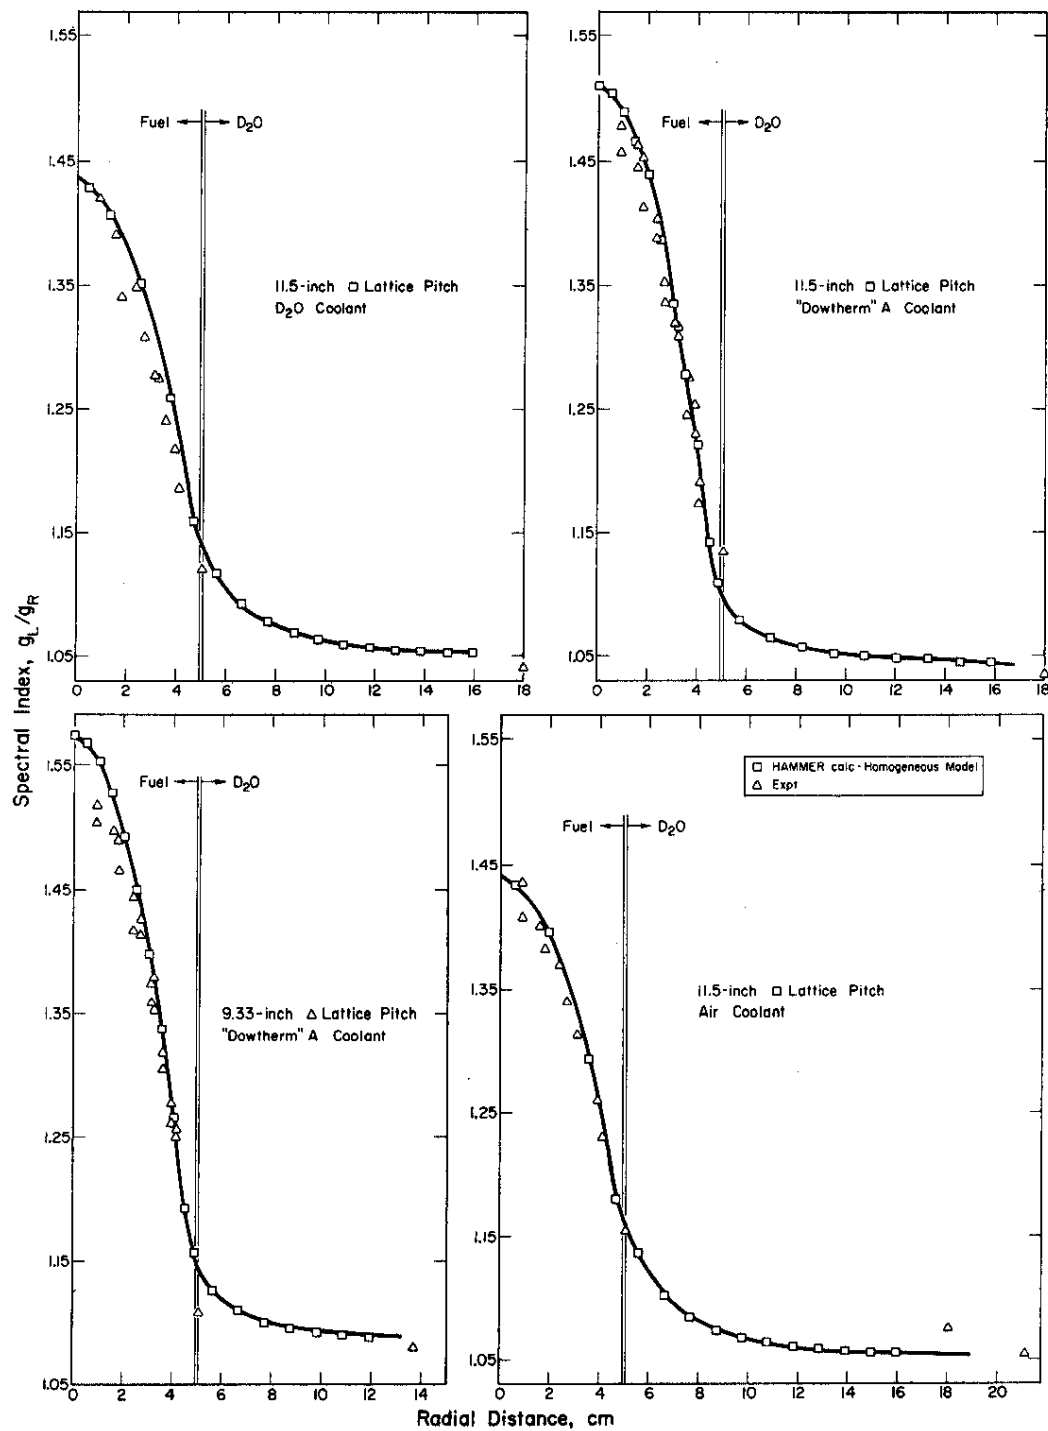 1.55
1.45
1.35
1.25
1.15
1.05
Fuel
D2O
11.5-inch □ Lattice Pitch
D2O Coolant
0 2 4 6 8 10 12 14 16 18
1.55
1.45
1.35
1.25
1.15
1.05
Fuel
D2O
11.5-inch □ Lattice Pitch
"Dowtherm" A Coolant
0 2 4 6 8 10 12 14 16 18
Spectral Index, gL/gR
1.55
1.45
1.35
1.25
1.15
1.05
Fuel
D2O
9.33-inch △ Lattice Pitch
"Dowtherm" A Coolant
0 2 4 6 8 10 12 14
1.55
1.45
1.35
1.25
1.15
1.05
□ HAMMER calc - Homogeneous Model
△ Expt
Fuel
D2O
11.5-inch □ Lattice Pitch
Air Coolant
0 2 4 6 8 10 12 14 16 18 20
Radial Distance, cm